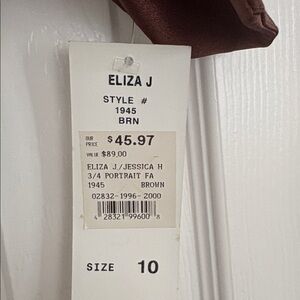 ELIZA J
STYLE #
1945
BRN
OUR PRICE $45.97
VALUE $89.00
ELIZA J./JESSICA H
3/4 PORTRAIT FA
1945 BROWN
02832-1996-2000
4 28321 99600 8
SIZE 10